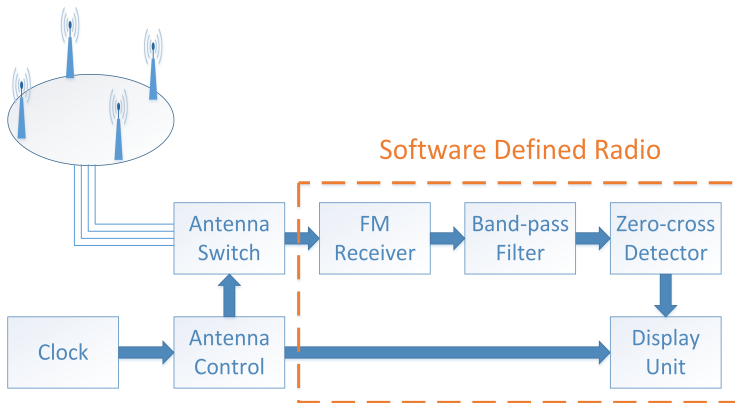 Software Defined Radio
Antenna
Switch
FM
Receiver
Band-pass
Filter
Zero-cross
Detector
Clock
Antenna
Control
Display
Unit